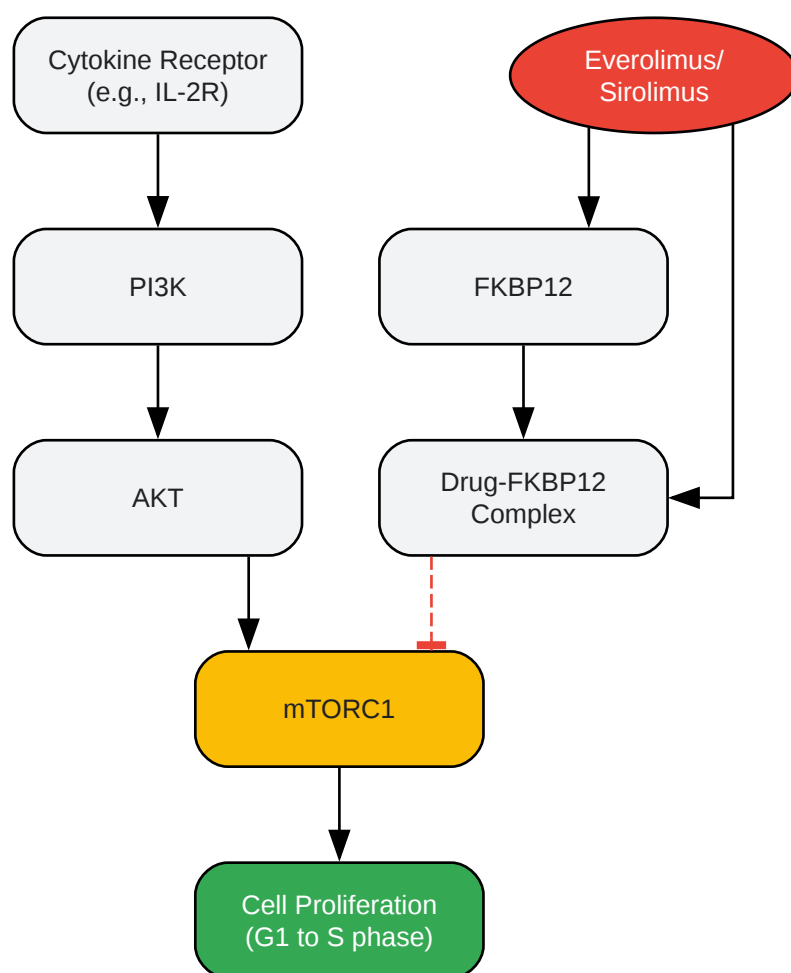 Cytokine Receptor
(e.g., IL-2R)
Everolimus/
Sirolimus
PI3K
FKBP12
AKT
Drug-FKBP12
Complex
mTORC1
Cell Proliferation
(G1 to S phase)